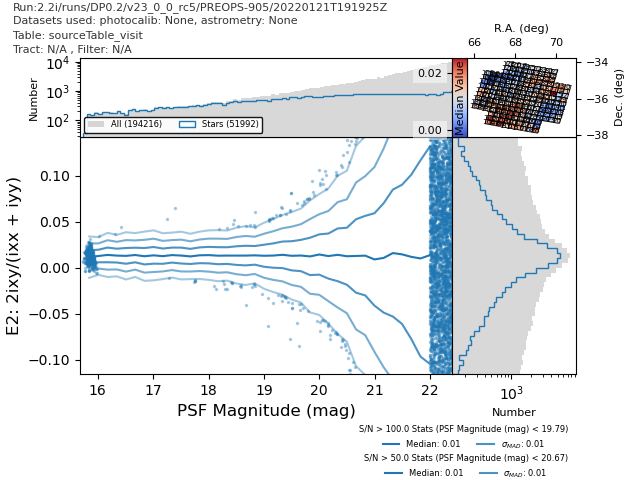 Run:2.2i/runs/DP0.2/v23_0_0_rc5/PREOPS-905/20220121T191925Z
Datasets used: photocalib: None, astrometry: None
Table: sourceTable_visit
Tract: N/A , Filter: N/A
R.A. (deg)
66 68 70
10⁴
10³
10²
Number
All (194216)
Stars (51992)
0.02
0.00
Median Value
−34
−36
−38
Dec. (deg)
0.10
0.05
0.00
−0.05
−0.10
E2: 2ixy/(ixx + iyy)
16 17 18 19 20 21 22
PSF Magnitude (mag)
10³
Number
S/N > 100.0 Stats (PSF Magnitude (mag) < 19.79)
Median: 0.01 σMAD: 0.01
S/N > 50.0 Stats (PSF Magnitude (mag) < 20.67)
Median: 0.01 σMAD: 0.01